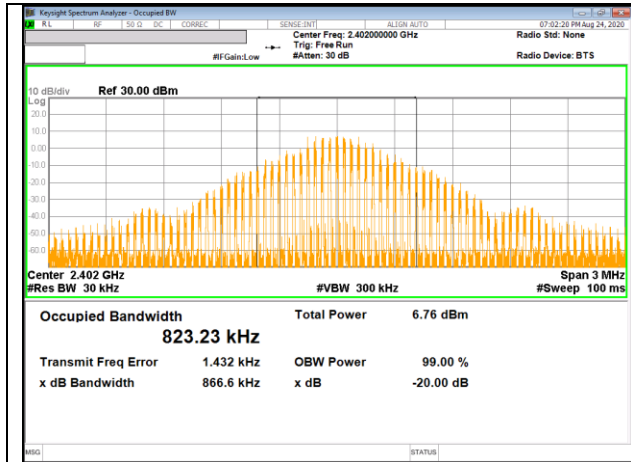 Keysight Spectrum Analyzer - Occupied BW
RL RF 50 Ω DC CORREC SENSE:INT ALIGN AUTO 07:02:20 PM Aug 24, 2020
Center Freq: 2.402000000 GHz Radio Std: None
Trig: Free Run
#IFGain:Low #Atten: 30 dB Radio Device: BTS
10 dB/div Ref 30.00 dBm
Log
20.0
10.0
0.00
-10.0
-20.0
-30.0
-40.0
-50.0
-60.0
Center 2.402 GHz Span 3 MHz
#Res BW 30 kHz #VBW 300 kHz #Sweep 100 ms
Occupied Bandwidth Total Power 6.76 dBm
823.23 kHz
Transmit Freq Error 1.432 kHz OBW Power 99.00 %
x dB Bandwidth 866.6 kHz x dB -20.00 dB
MSG STATUS